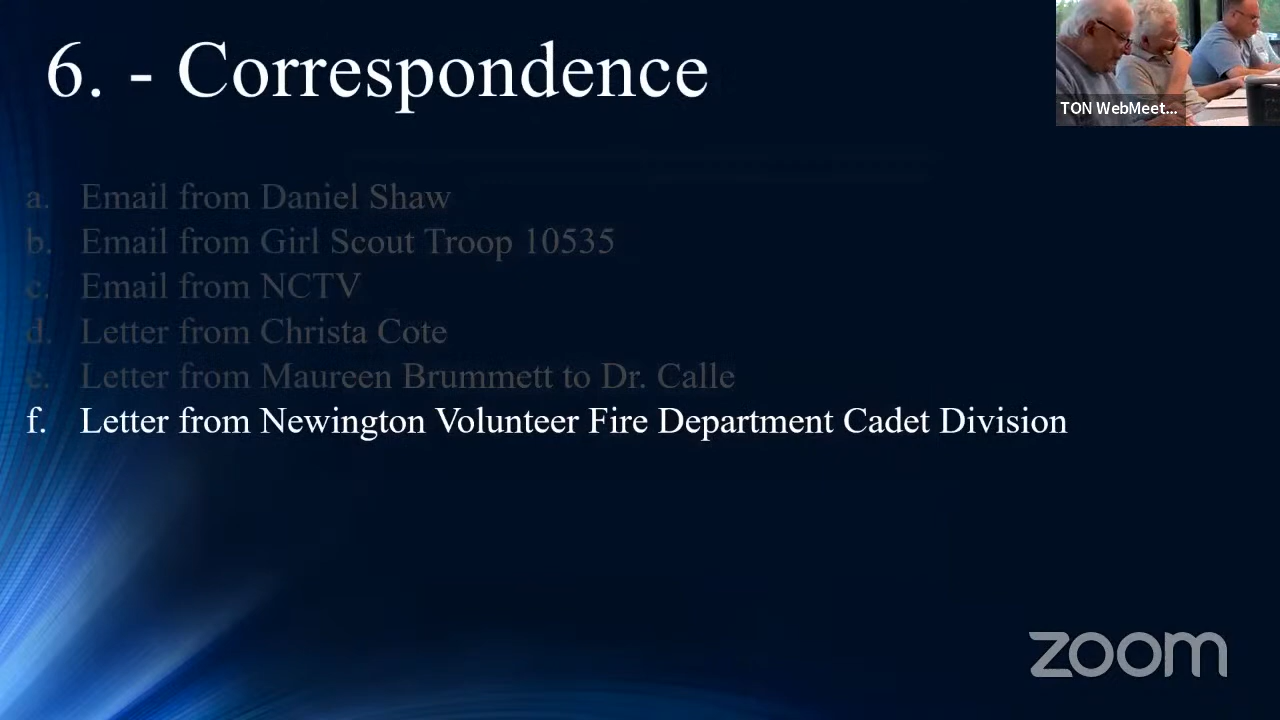 6. - Correspondence
TON WebMeet...
a. Email from Daniel Shaw
b. Email from Girl Scout Troop 10535
c. Email from NCTV
d. Letter from Christa Cote
e. Letter from Maureen Brummett to Dr. Calle
f. Letter from Newington Volunteer Fire Department Cadet Division
zoom